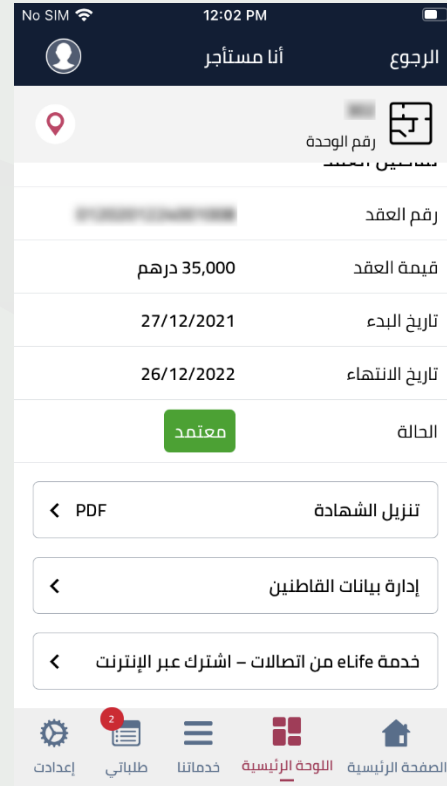 No SIM 12:02 PM
الرجوع أنا مستأجر
رقم الوحدة
تفاصيل العقد
رقم العقد
قيمة العقد 35,000 درهم
تاريخ البدء 27/12/2021
تاريخ الانتهاء 26/12/2022
الحالة معتمد
تنزيل الشهادة PDF
إدارة بيانات القاطنين
خدمة eLife من اتصالات – اشترك عبر الإنترنت
2
الصفحة الرئيسية اللوحة الرئيسية خدماتنا طلباتي إعدادت